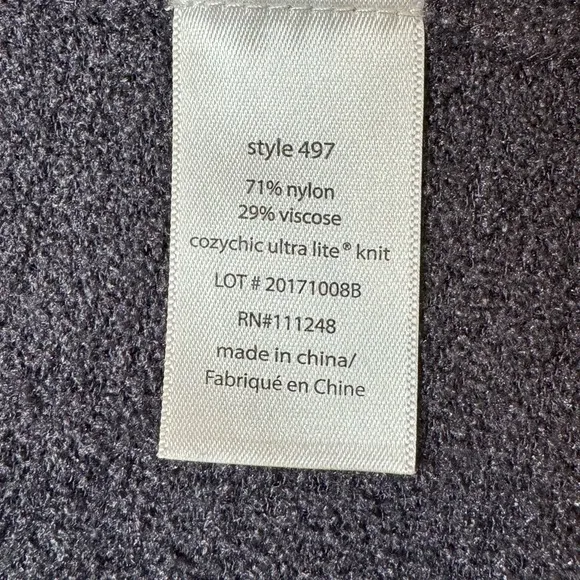 style 497
71% nylon
29% viscose
cozychic ultra lite® knit
LOT # 20171008B
RN#111248
made in china/
Fabriqué en Chine